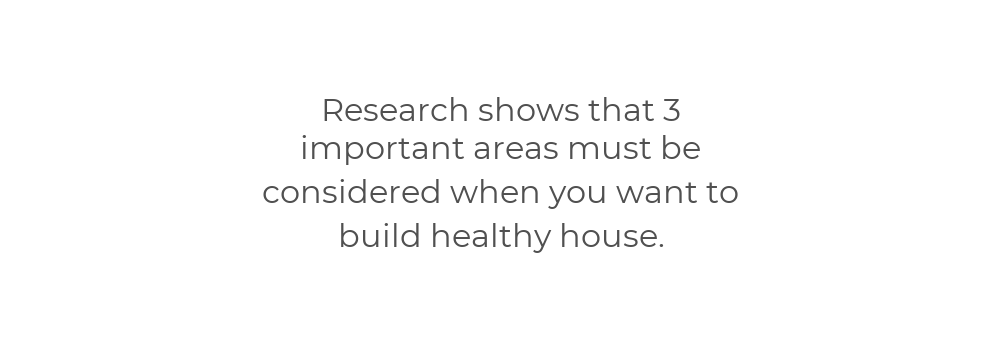 Research shows that 3
important areas must be
considered when you want to
build healthy house.